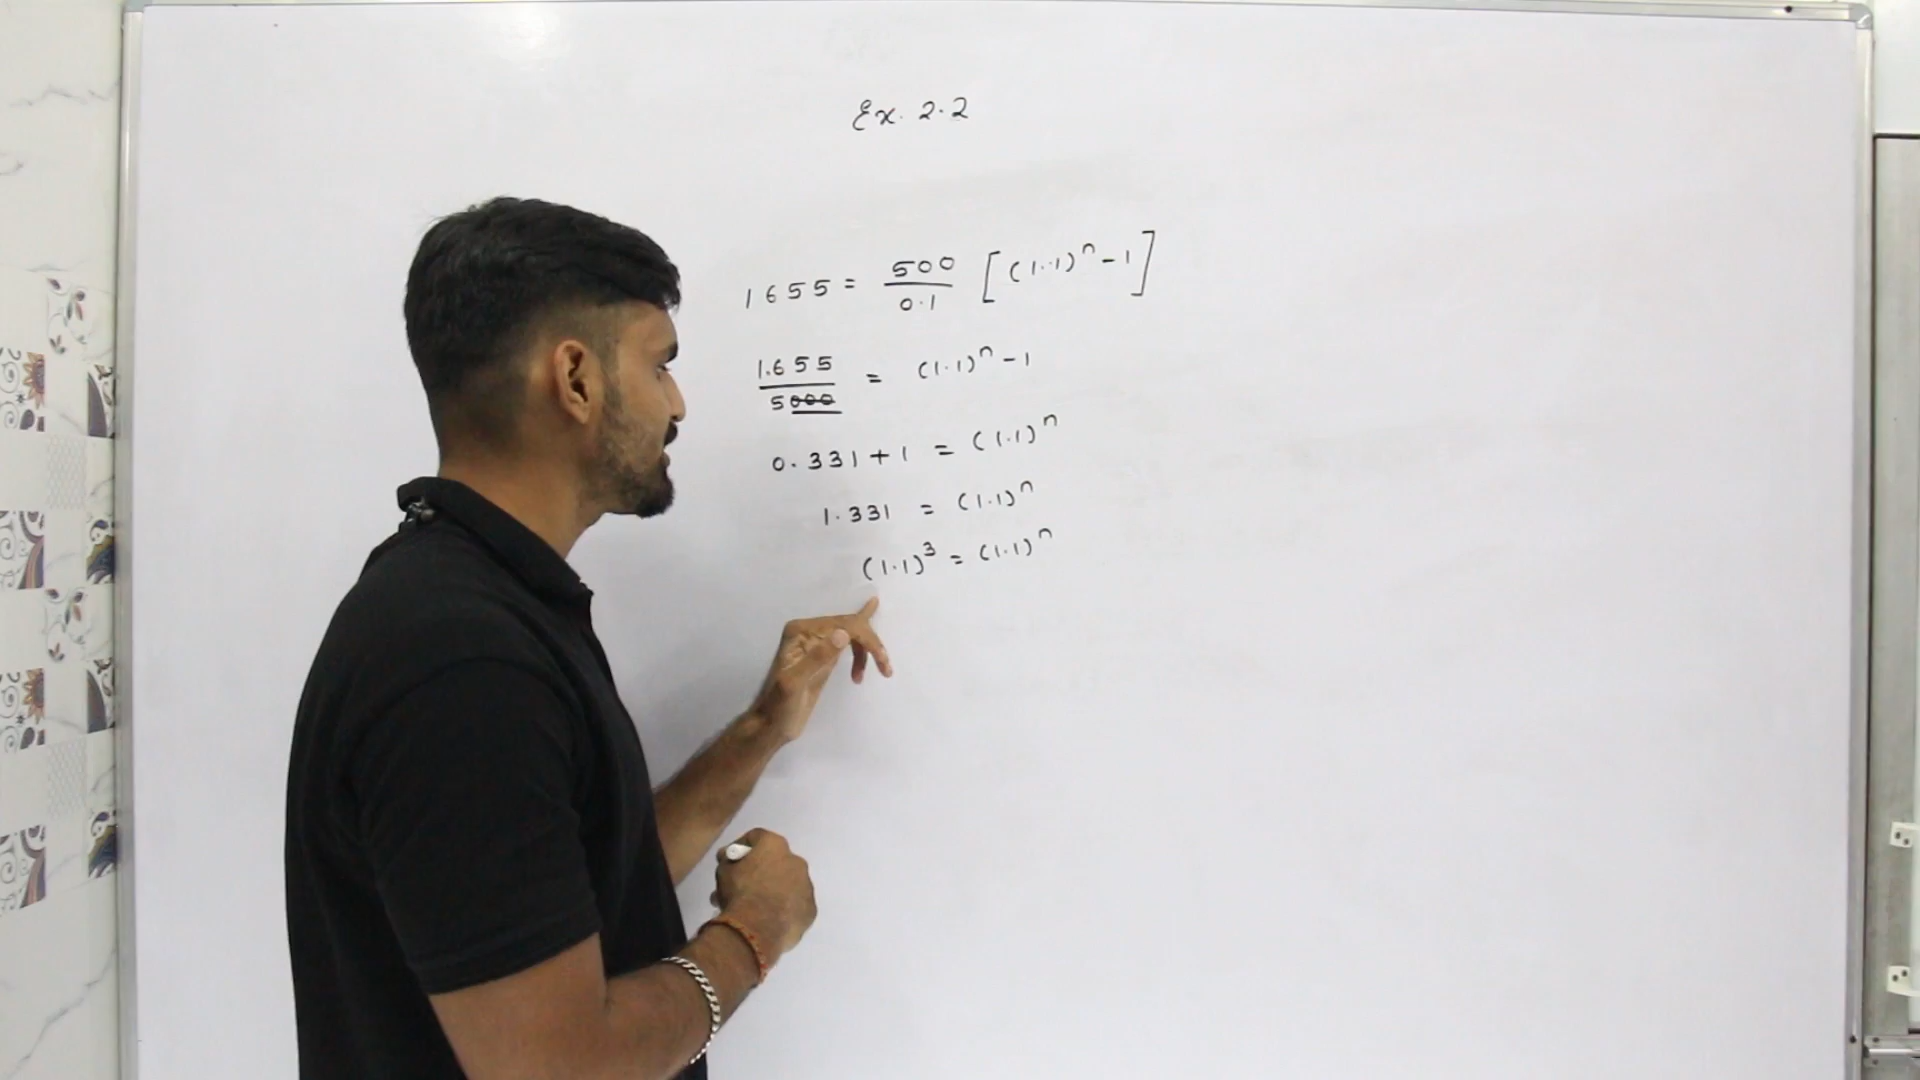 Ex. 2.2
1655 = 500/0.1 [(1.1)^n - 1]
1.655/5000 = (1.1)^n - 1
0.331 + 1 = (1.1)^n
1.331 = (1.1)^n
(1.1)^3 = (1.1)^n